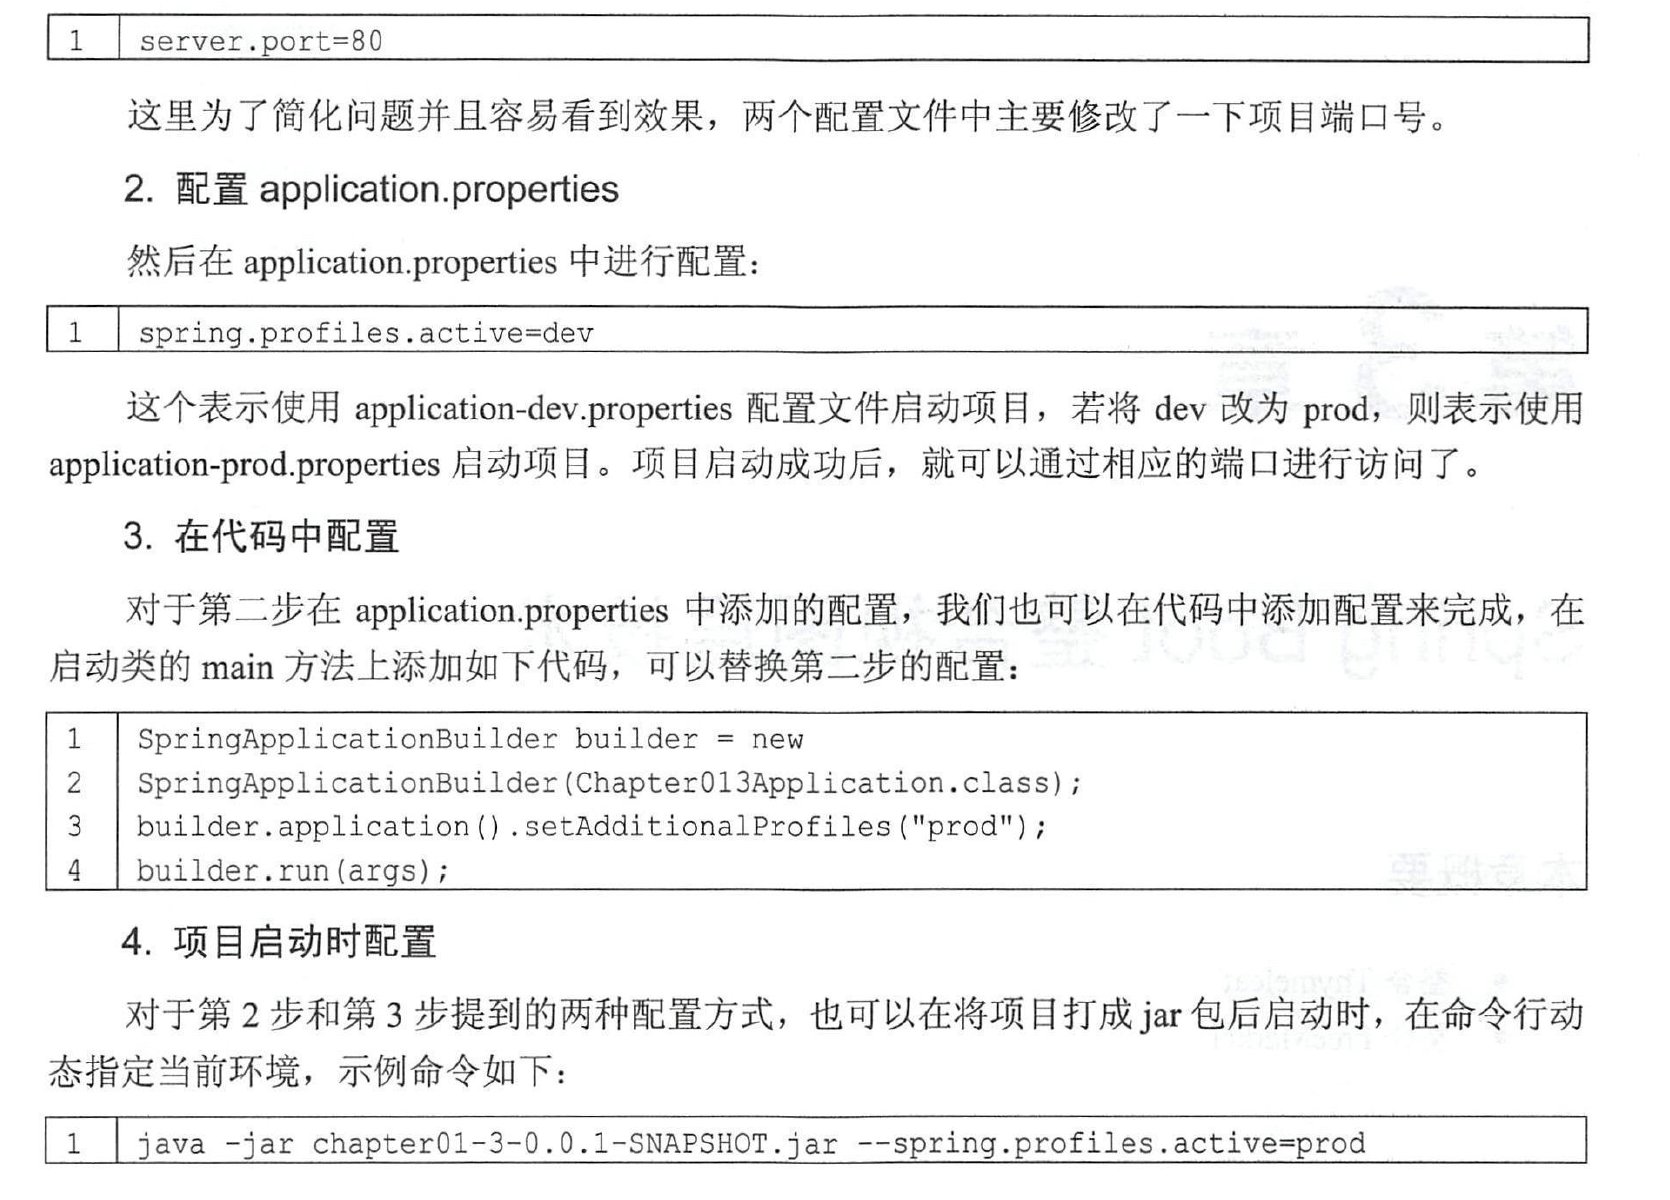 1 server.port=80
这里为了简化问题并且容易看到效果，两个配置文件中主要修改了一下项目端口号。
2. 配置 application.properties
然后在 application.properties 中进行配置：
1 spring.profiles.active=dev
这个表示使用 application-dev.properties 配置文件启动项目，若将 dev 改为 prod，则表示使用
application-prod.properties 启动项目。项目启动成功后，就可以通过相应的端口进行访问了。
3. 在代码中配置
对于第二步在 application.properties 中添加的配置，我们也可以在代码中添加配置来完成，在
启动类的 main 方法上添加如下代码，可以替换第二步的配置：
1 SpringApplicationBuilder builder = new
2 SpringApplicationBuilder(Chapter013Application.class);
3 builder.application().setAdditionalProfiles("prod");
4 builder.run(args);
4. 项目启动时配置
对于第 2 步和第 3 步提到的两种配置方式，也可以在将项目打成 jar 包后启动时，在命令行动
态指定当前环境，示例命令如下：
1 java -jar chapter01-3-0.0.1-SNAPSHOT.jar --spring.profiles.active=prod